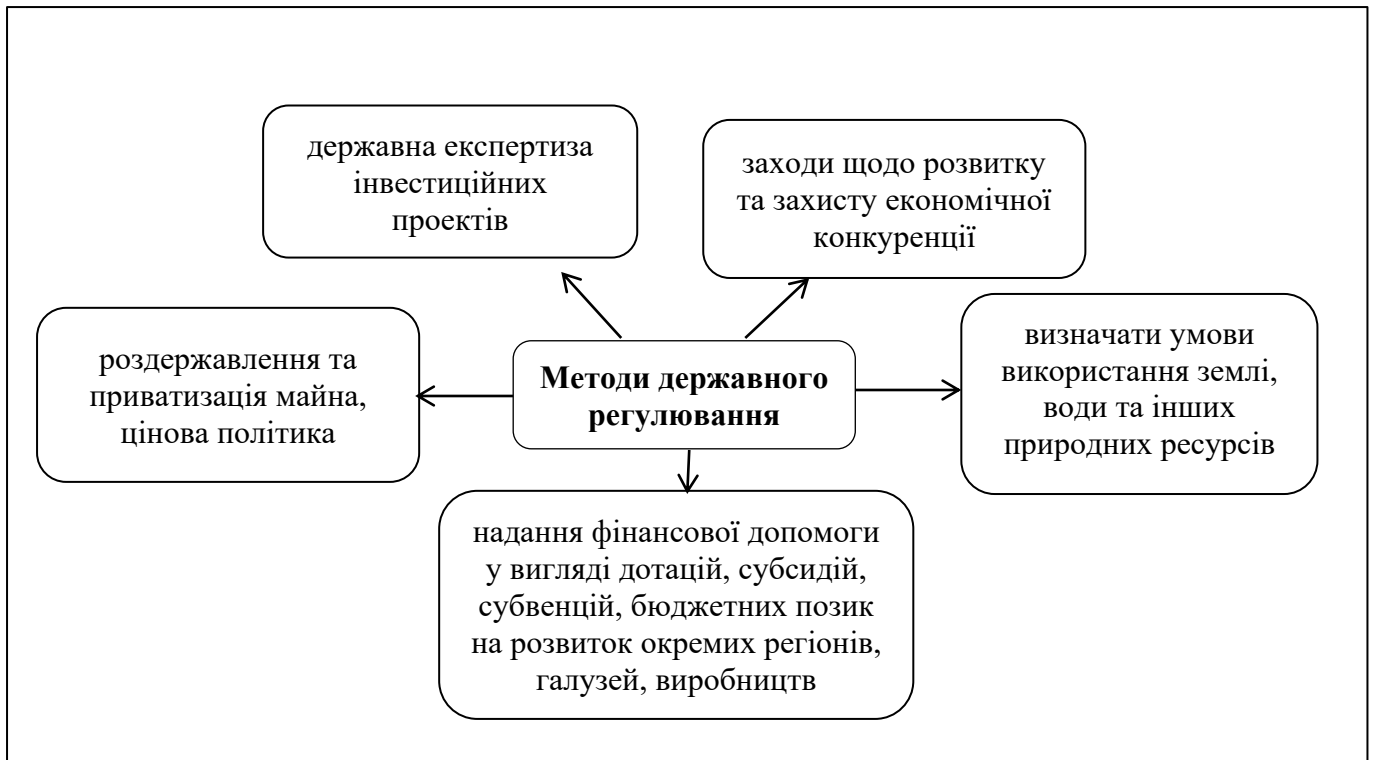 державна експертиза
інвестиційних
проектів
заходи щодо розвитку
та захисту економічної
конкуренції
роздержавлення та
приватизація майна,
цінова політика
Методи державного
регулювання
визначати умови
використання землі,
води та інших
природних ресурсів
надання фінансової допомоги
у вигляді дотацій, субсидій,
субвенцій, бюджетних позик
на розвиток окремих регіонів,
галузей, виробництв